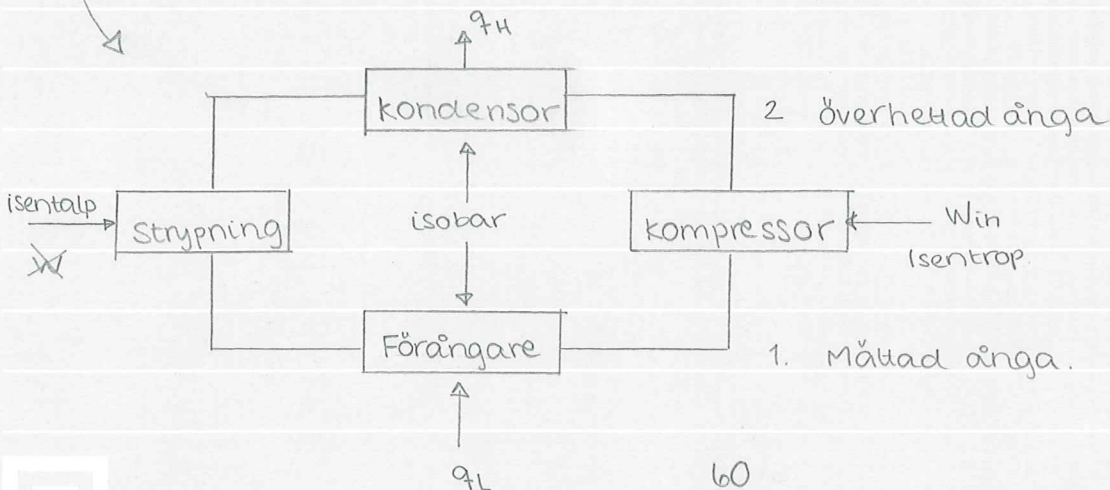 qH
kondensor
2 överhettad ånga
isentalp
strypning
W
isobar
kompressor
Win
Isentrop.
Förångare
1. Mättad ånga.
qL
60